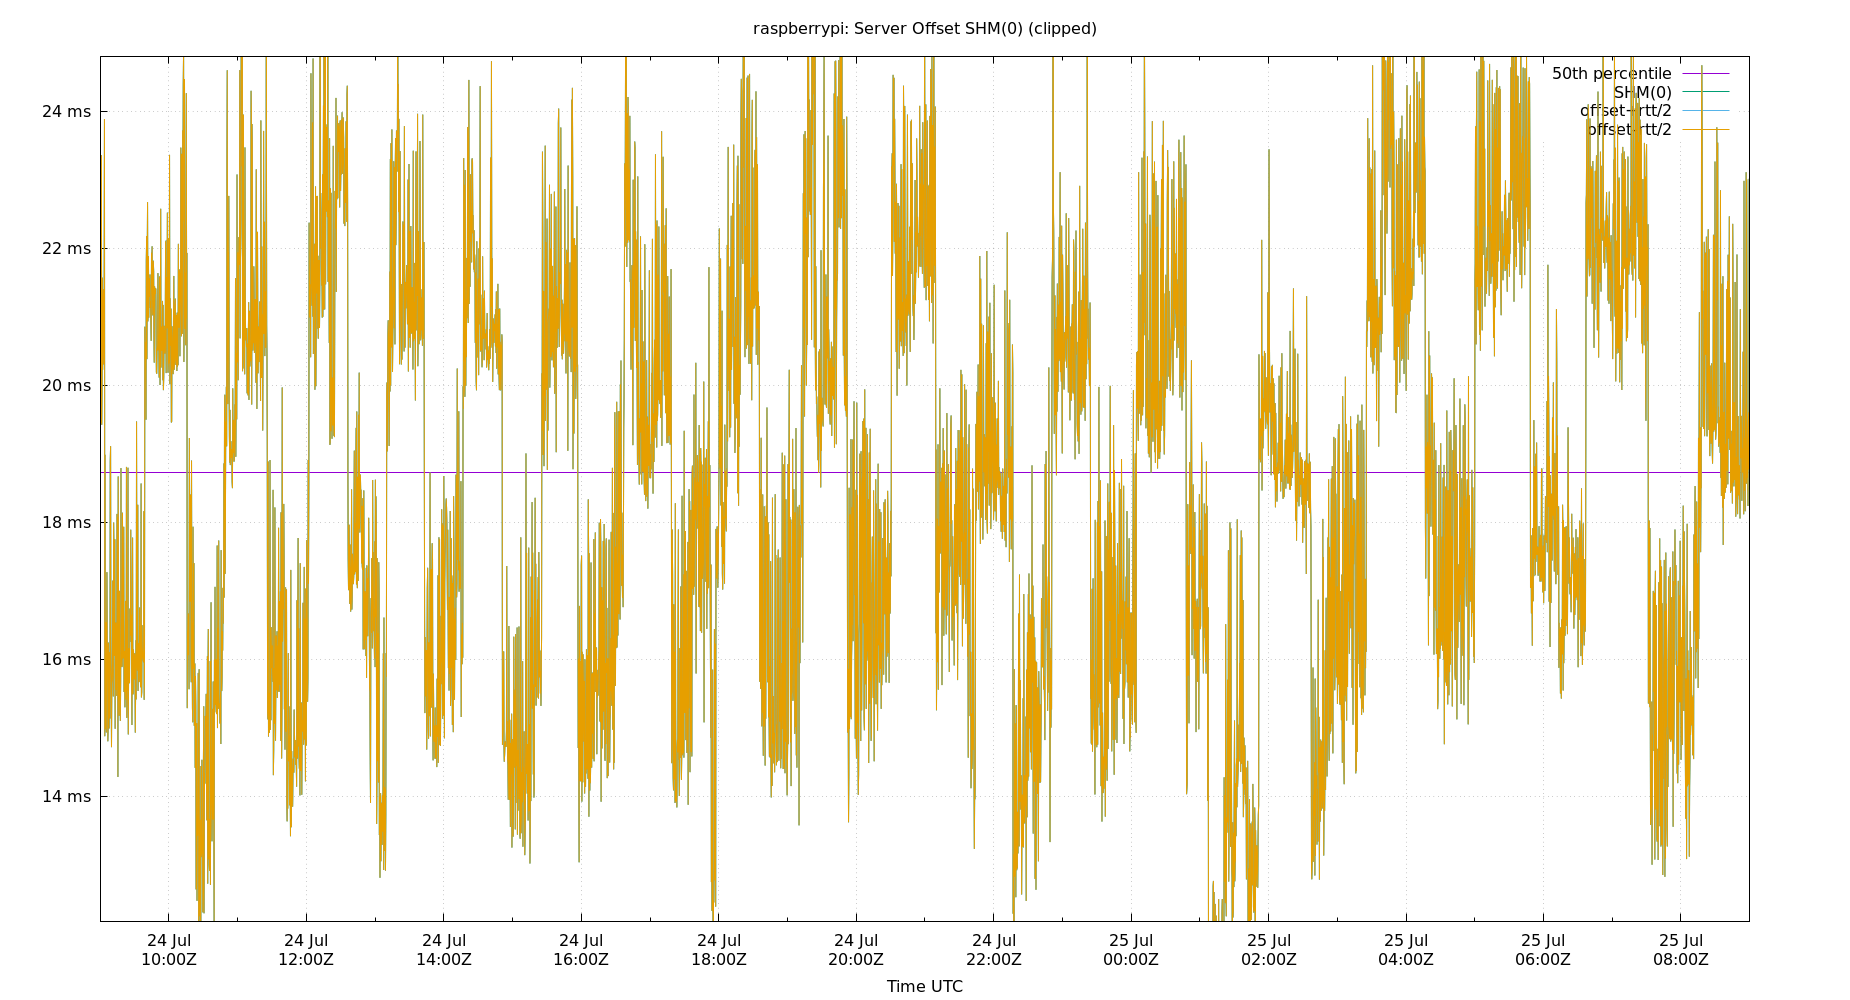 raspberrypi: Server Offset SHM(0) (clipped)
50th percentile
SHM(0)
offset+rtt/2
offset-rtt/2
24 ms
22 ms
20 ms
18 ms
16 ms
14 ms
24 Jul 24 Jul 24 Jul 24 Jul 24 Jul 24 Jul 24 Jul 25 Jul 25 Jul 25 Jul 25 Jul 25 Jul
10:00Z 12:00Z 14:00Z 16:00Z 18:00Z 20:00Z 22:00Z 00:00Z 02:00Z 04:00Z 06:00Z 08:00Z
Time UTC